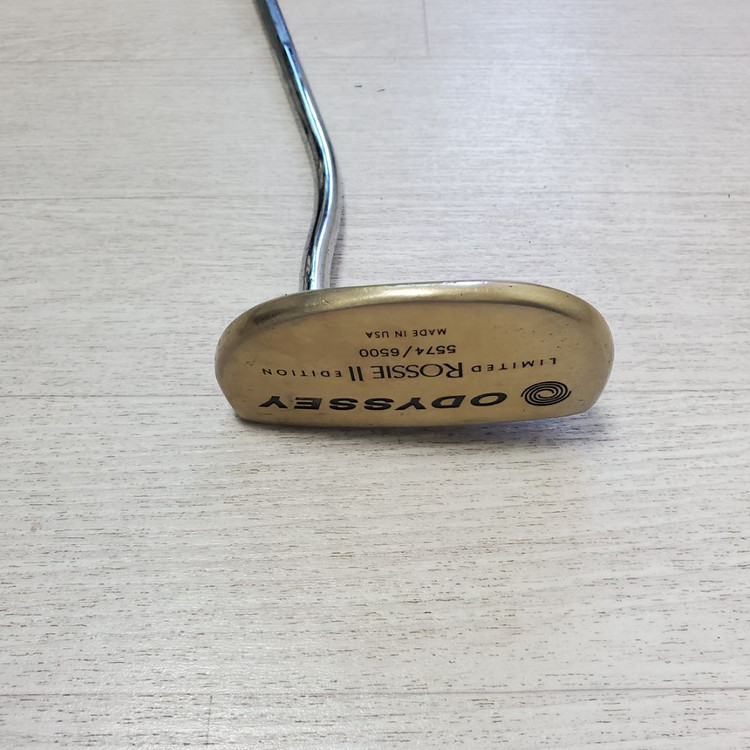 ODYSSEY
LIMITED ROSSIE II EDITION
5574/6500
MADE IN USA